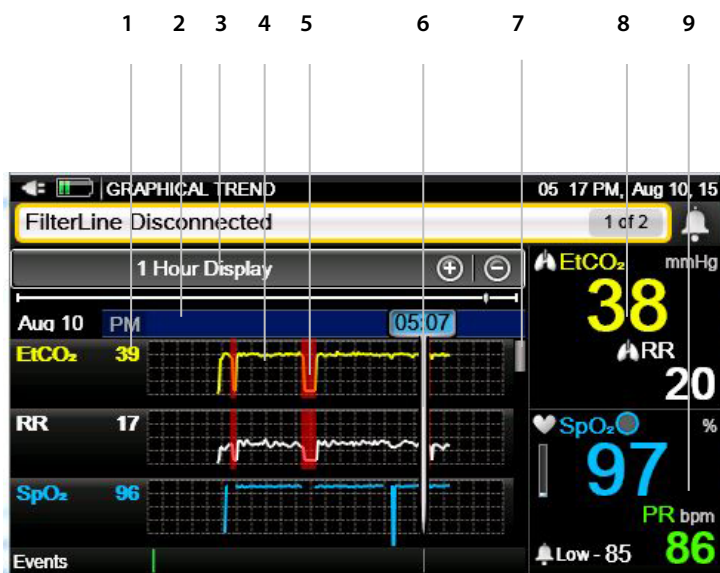 1 2 3 4 5 6 7 8 9
GRAPHICAL TREND 05 17 PM, Aug 10, 15
FilterLine Disconnected 1 of 2
1 Hour Display
Aug 10 PM 05:07
EtCO₂ 39
RR 17
SpO₂ 96
Events
EtCO₂ mmHg
38
RR
20
SpO₂ %
97
PR bpm
Low - 85 86